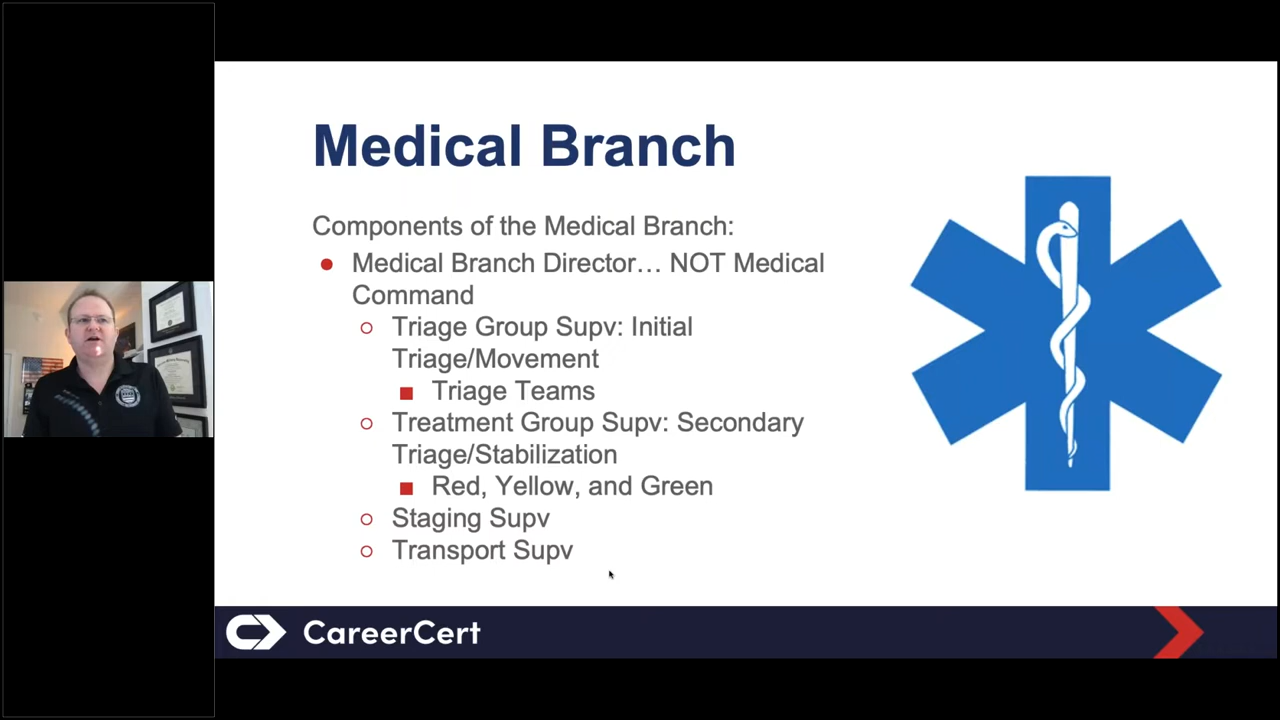 Medical Branch
Components of the Medical Branch:
Medical Branch Director… NOT Medical
Command
Triage Group Supv: Initial
Triage/Movement
Triage Teams
Treatment Group Supv: Secondary
Triage/Stabilization
Red, Yellow, and Green
Staging Supv
Transport Supv
CareerCert